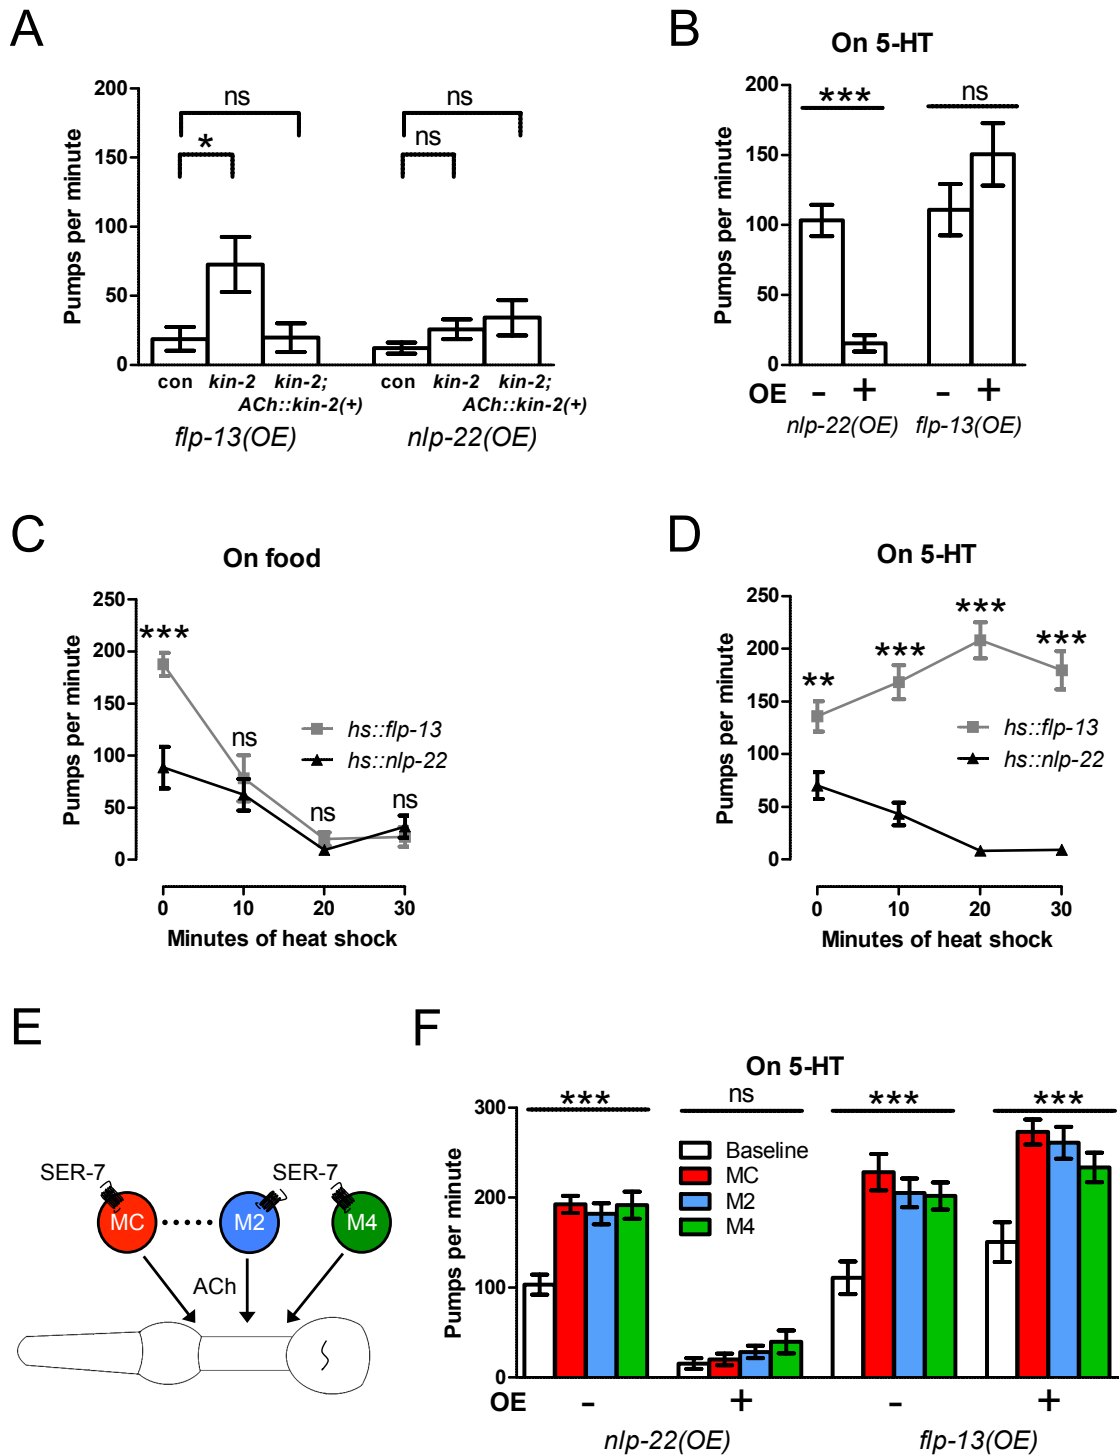 A
Pumps per minute
200
150
100
50
0
ns
*
ns
ns
con
kin-2
kin-2;
ACh::kin-2(+)
con
kin-2
kin-2;
ACh::kin-2(+)
flp-13(OE)
nlp-22(OE)
B
On 5-HT
Pumps per minute
200
150
100
50
0
***
ns
OE - + - +
nlp-22(OE) flp-13(OE)
C
On food
Pumps per minute
250
200
150
100
50
0
***
ns
ns
ns
hs::flp-13
hs::nlp-22
0 10 20 30
Minutes of heat shock
D
On 5-HT
Pumps per minute
250
200
150
100
50
0
**
***
***
***
hs::flp-13
hs::nlp-22
0 10 20 30
Minutes of heat shock
E
SER-7 SER-7
MC M2 M4
ACh
F
On 5-HT
Pumps per minute
300
200
100
0
*** ns *** ***
Baseline
MC
M2
M4
OE - + - +
nlp-22(OE) flp-13(OE)